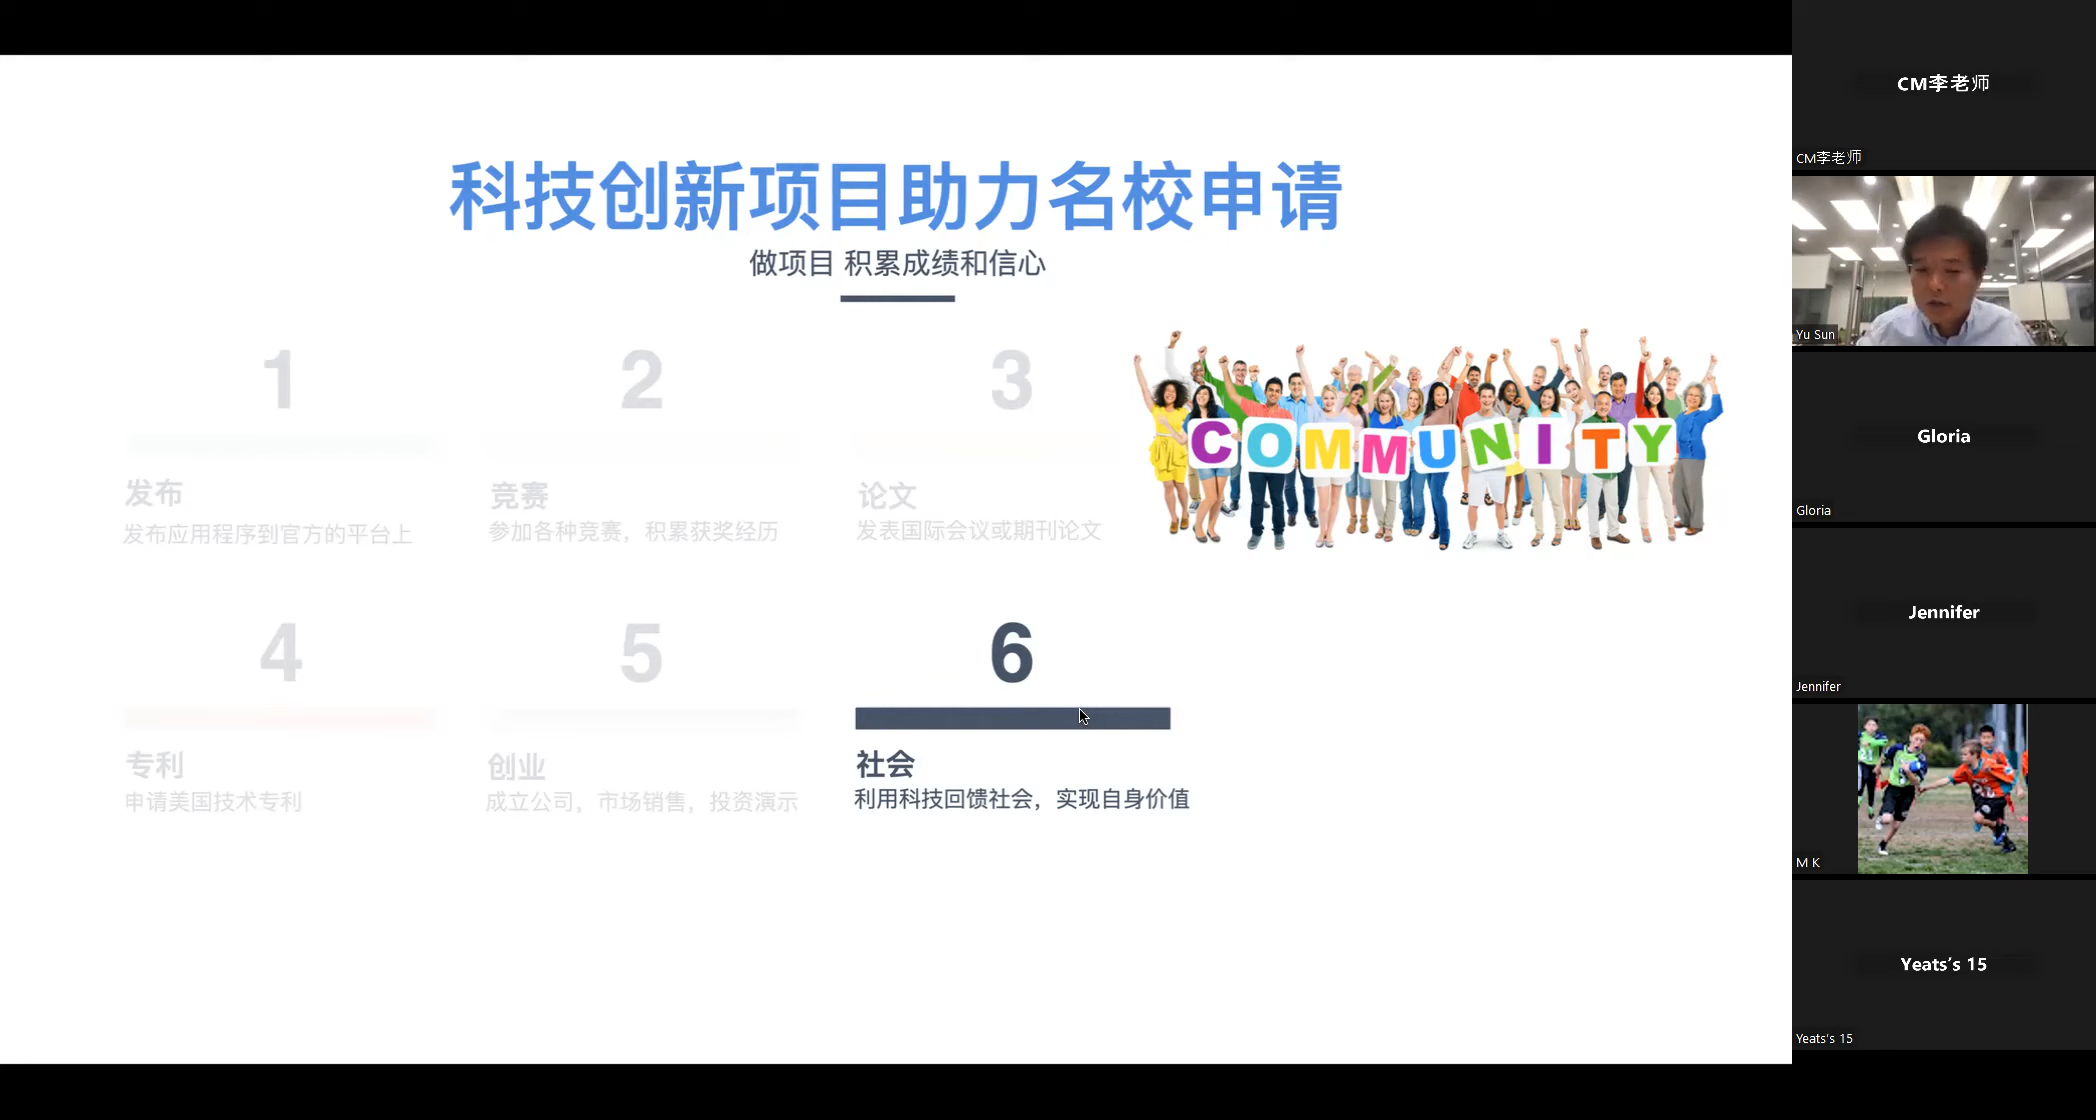 科技创新项目助力名校申请
做项目 积累成绩和信心
1
发布
发布应用程序到官方的平台上
2
竞赛
参加各种竞赛，积累获奖经历
3
论文
发表国际会议或期刊论文
COMMUNITY
4
专利
申请美国技术专利
5
创业
成立公司，市场销售，投资演示
6
社会
利用科技回馈社会，实现自身价值
CM李老师
CM李老师
Yu Sun
Gloria
Gloria
Jennifer
Jennifer
M K
Yeats's 15
Yeats's 15